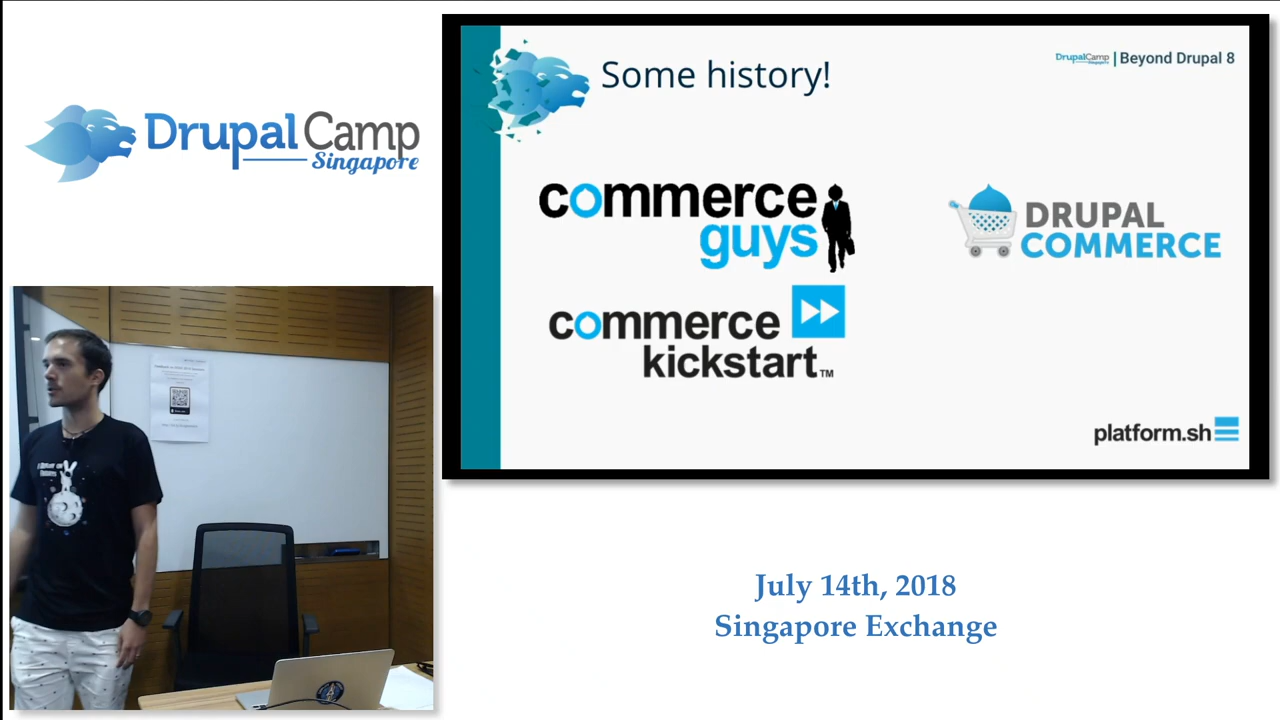 DrupalCamp
Singapore
Some history!
DrupalCamp
Singapore
| Beyond Drupal 8
commerce
guys
DRUPAL
COMMERCE
commerce
kickstart™
platform.sh
July 14th, 2018
Singapore Exchange